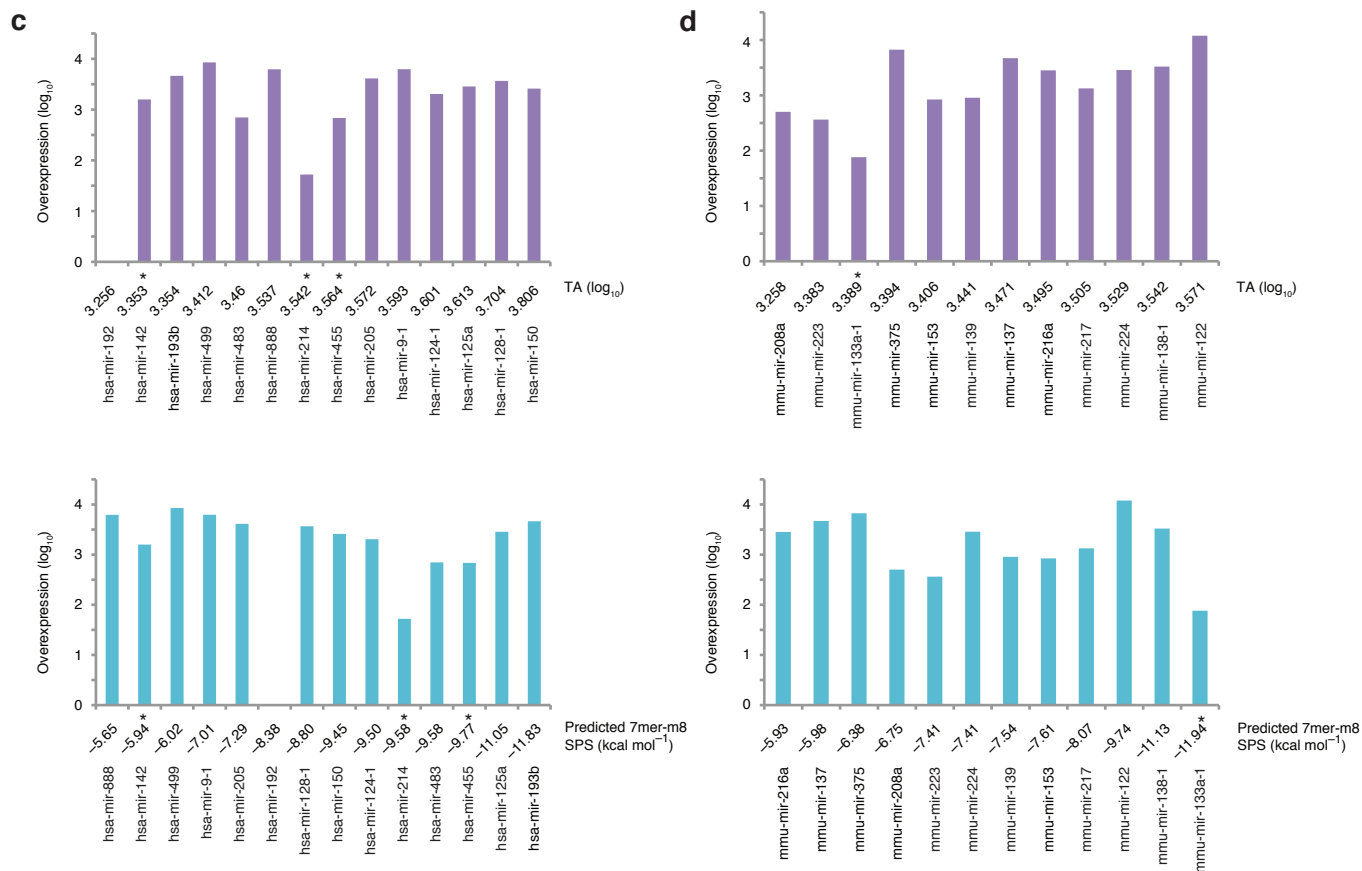 c
Overexpression (log10)
4
3
2
1
0
3.256
3.353 *
3.354
3.412
3.46
3.537
3.542 *
3.564 *
3.572
3.593
3.601
3.613
3.704
3.806
TA (log10)
hsa-mir-192
hsa-mir-142
hsa-mir-193b
hsa-mir-499
hsa-mir-483
hsa-mir-888
hsa-mir-214
hsa-mir-455
hsa-mir-205
hsa-mir-9-1
hsa-mir-124-1
hsa-mir-125a
hsa-mir-128-1
hsa-mir-150
d
Overexpression (log10)
4
3
2
1
0
3.258
3.383
3.389 *
3.394
3.406
3.441
3.471
3.495
3.505
3.529
3.542
3.571
TA (log10)
mmu-mir-208a
mmu-mir-223
mmu-mir-133a-1
mmu-mir-375
mmu-mir-153
mmu-mir-139
mmu-mir-137
mmu-mir-216a
mmu-mir-217
mmu-mir-224
mmu-mir-138-1
mmu-mir-122
Overexpression (log10)
4
3
2
1
0
–5.65
–5.94 *
–6.02
–7.01
–7.29
–8.38
–8.80
–9.45
–9.50
–9.58 *
–9.58
–9.77 *
–11.05
–11.83
Predicted 7mer-m8
SPS (kcal mol–1)
hsa-mir-888
hsa-mir-142
hsa-mir-499
hsa-mir-9-1
hsa-mir-205
hsa-mir-192
hsa-mir-128-1
hsa-mir-150
hsa-mir-124-1
hsa-mir-214
hsa-mir-483
hsa-mir-455
hsa-mir-125a
hsa-mir-193b
Overexpression (log10)
4
3
2
1
0
–5.93
–5.98
–6.38
–6.75
–7.41
–7.41
–7.54
–7.61
–8.07
–9.74
–11.13
–11.94 *
Predicted 7mer-m8
SPS (kcal mol–1)
mmu-mir-216a
mmu-mir-137
mmu-mir-375
mmu-mir-208a
mmu-mir-223
mmu-mir-224
mmu-mir-139
mmu-mir-153
mmu-mir-217
mmu-mir-122
mmu-mir-138-1
mmu-mir-133a-1